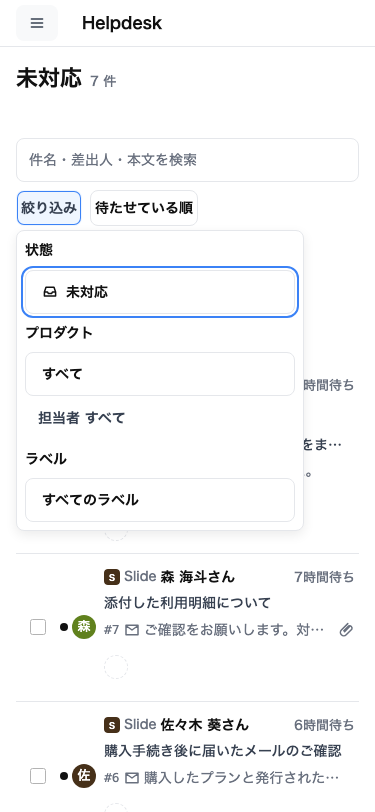 Helpdesk
未対応 7 件
件名・差出人・本文を検索
絞り込み 待たせている順
状態
未対応
プロダクト
すべて
時間待ち
担当者 すべて
をま…
ラベル
。
すべてのラベル
S Slide 森 海斗さん 7時間待ち
添付した利用明細について
森 #7 ご確認をお願いします。対…
S Slide 佐々木 葵さん 6時間待ち
購入手続き後に届いたメールのご確認
佐 #6 購入したプランと発行された…